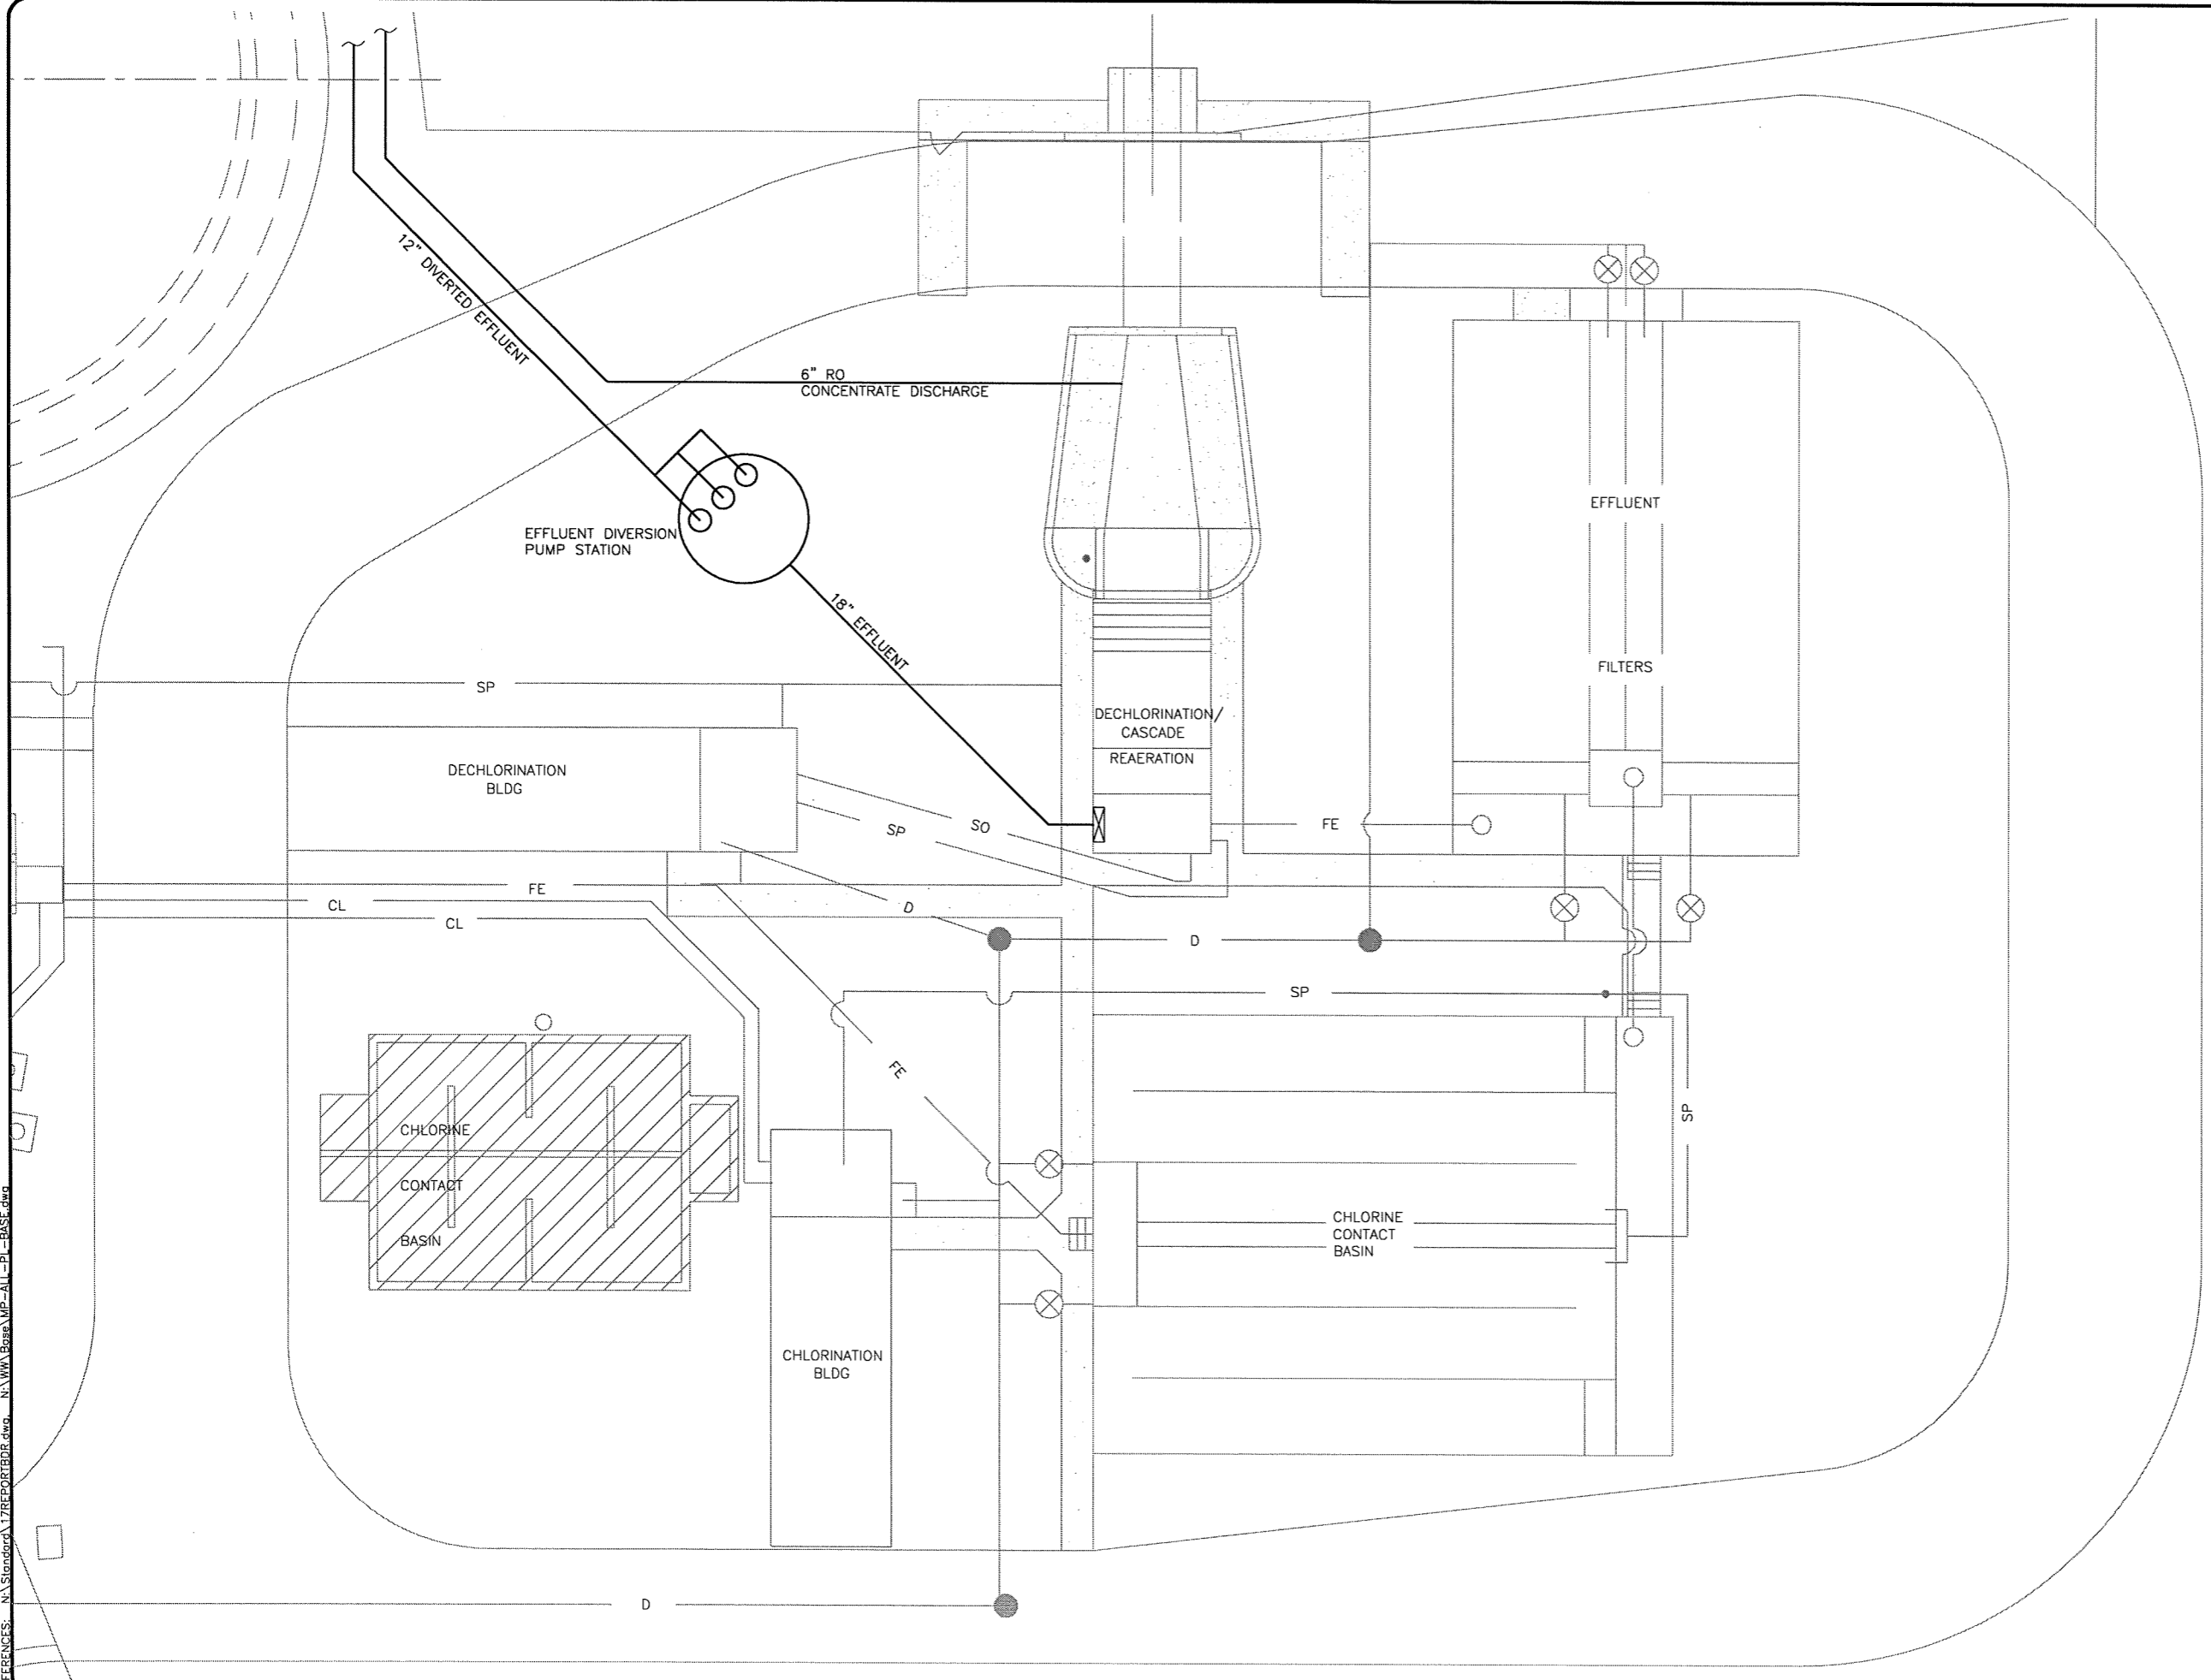 12" DIVERTED EFFLUENT
6" RO
CONCENTRATE DISCHARGE
EFFLUENT
EFFLUENT DIVERSION
PUMP STATION
18" EFFLUENT
FILTERS
SP
DECHLORINATION/
CASCADE
REAERATION
DECHLORINATION
BLDG
SO
SP
FE
FE
CL
CL
D
D
SP
FE
SP
CHLORINE
CONTACT
BASIN
CHLORINE
CONTACT
BASIN
CHLORINATION
BLDG
D
FERENCES: N:\Standard\17REPORTBDR.dwg, N:\WW\Base\MP-ALL-PL-BASE.dwg